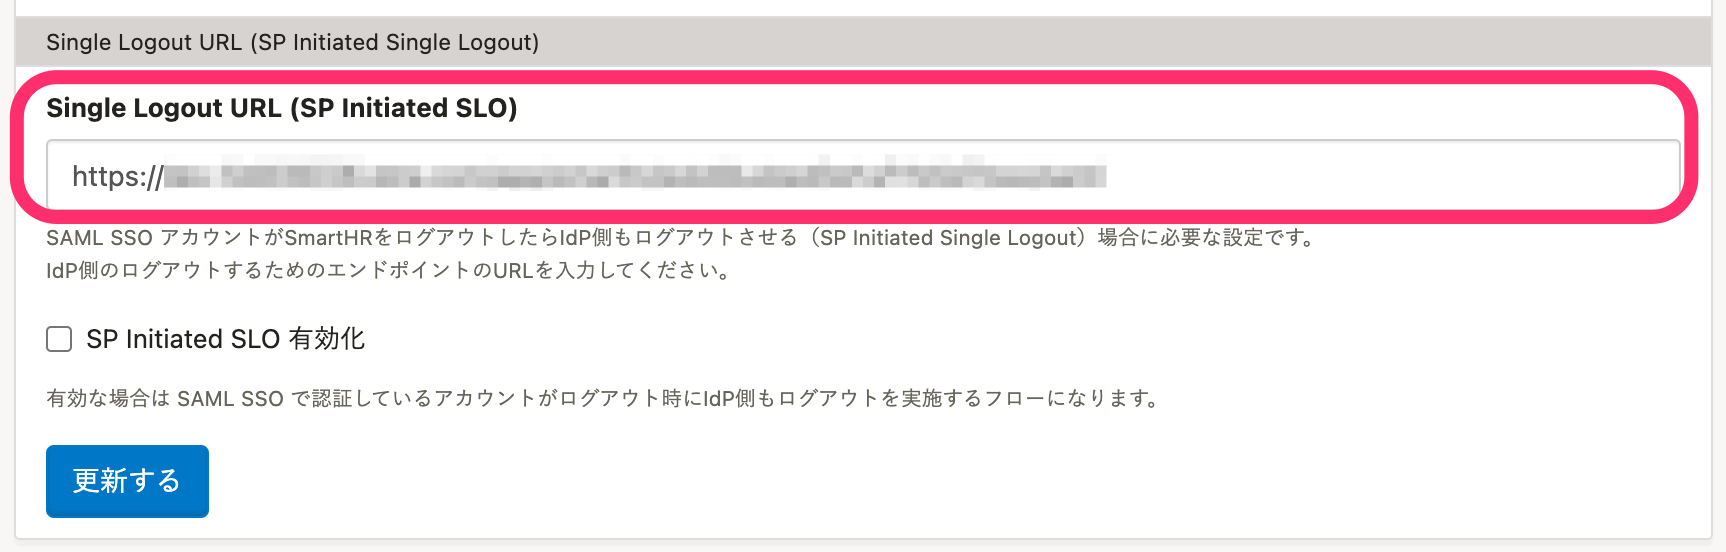 Single Logout URL (SP Initiated Single Logout)
Single Logout URL (SP Initiated SLO)
https://
SAML SSO アカウントがSmartHRをログアウトしたらIdP側もログアウトさせる（SP Initiated Single Logout）場合に必要な設定です。
IdP側のログアウトするためのエンドポイントのURLを入力してください。
SP Initiated SLO 有効化
有効な場合は SAML SSO で認証しているアカウントがログアウト時にIdP側もログアウトを実施するフローになります。
更新する